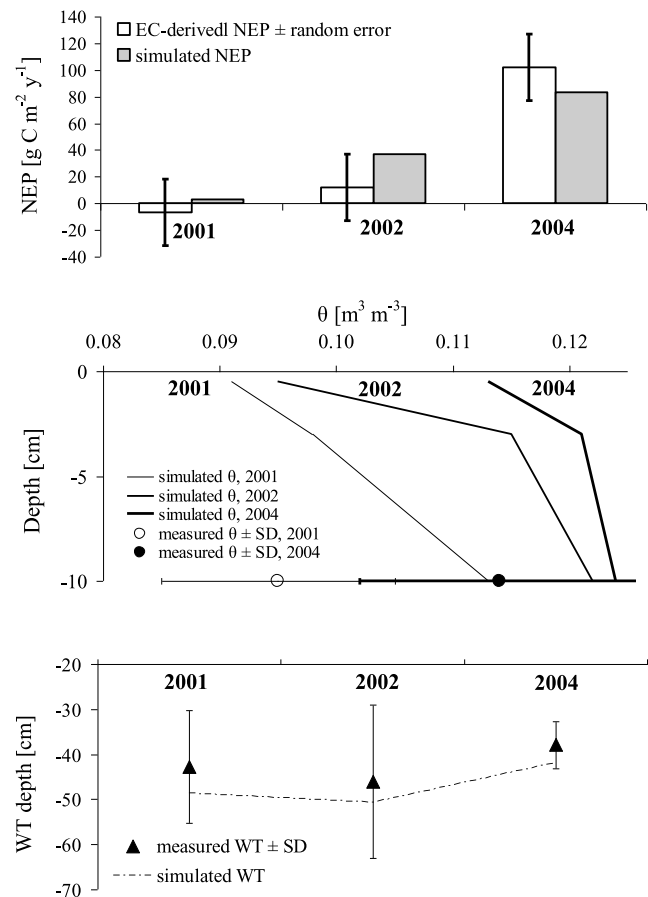 140
120
100
80
60
40
20
0
-20
-40
NEP [g C m-2 y-1]
EC-derivedl NEP ± random error
simulated NEP
2001
2002
2004
θ [m3 m-3]
0.08
0.09
0.10
0.11
0.12
0
-5
-10
Depth [cm]
2001
2002
2004
simulated θ, 2001
simulated θ, 2002
simulated θ, 2004
measured θ ± SD, 2001
measured θ ± SD, 2004
-20
-30
-40
-50
-60
-70
WT depth [cm]
2001
2002
2004
measured WT ± SD
simulated WT